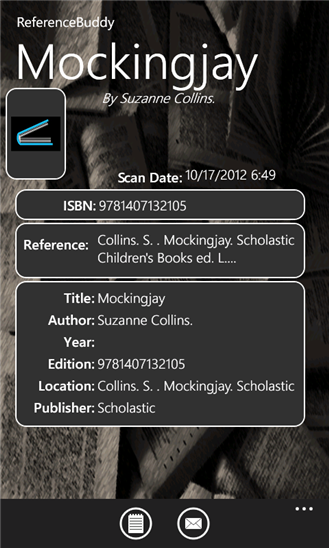 ReferenceBuddy
Mockingjay
By Suzanne Collins.
Scan Date: 10/17/2012 6:49
ISBN: 9781407132105
Reference: Collins. S. . Mockingjay. Scholastic
Children's Books ed. L....
Title: Mockingjay
Author: Suzanne Collins.
Year:
Edition: 9781407132105
Location: Collins. S. . Mockingjay. Scholastic
Publisher: Scholastic
...